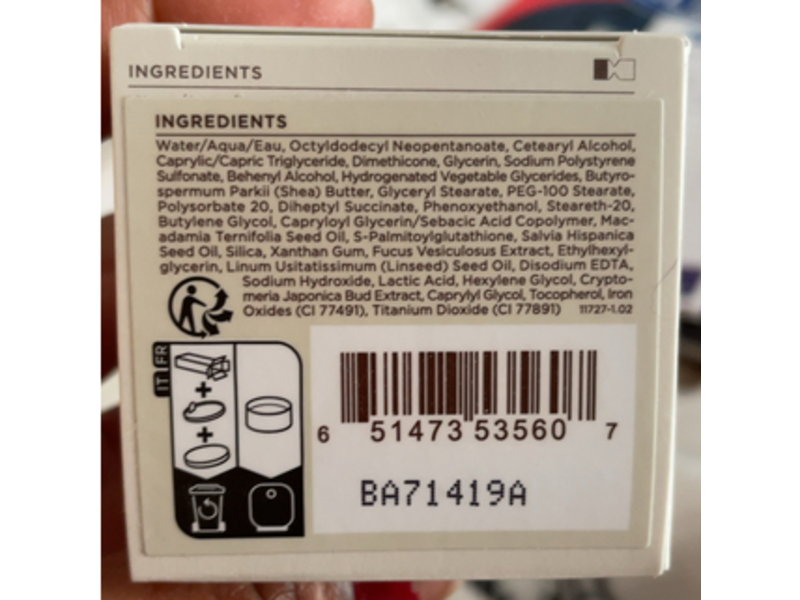 INGREDIENTS
INGREDIENTS
Water/Aqua/Eau, Octyldodecyl Neopentanoate, Cetearyl Alcohol,
Caprylic/Capric Triglyceride, Dimethicone, Glycerin, Sodium Polystyrene
Sulfonate, Behenyl Alcohol, Hydrogenated Vegetable Glycerides, Butyro-
spermum Parkii (Shea) Butter, Glyceryl Stearate, PEG-100 Stearate,
Polysorbate 20, Diheptyl Succinate, Phenoxyethanol, Steareth-20,
Butylene Glycol, Capryloyl Glycerin/Sebacic Acid Copolymer, Mac-
adamia Ternifolia Seed Oil, S-Palmitoylglutathione, Salvia Hispanica
Seed Oil, Silica, Xanthan Gum, Fucus Vesiculosus Extract, Ethylhexyl-
glycerin, Linum Usitatissimum (Linseed) Seed Oil, Disodium EDTA,
Sodium Hydroxide, Lactic Acid, Hexylene Glycol, Crypto-
meria Japonica Bud Extract, Caprylyl Glycol, Tocopherol, Iron
Oxides (CI 77491), Titanium Dioxide (CI 77891) 11727-1.02
IT FR
+
+
6 51473 53560 7
BA71419A